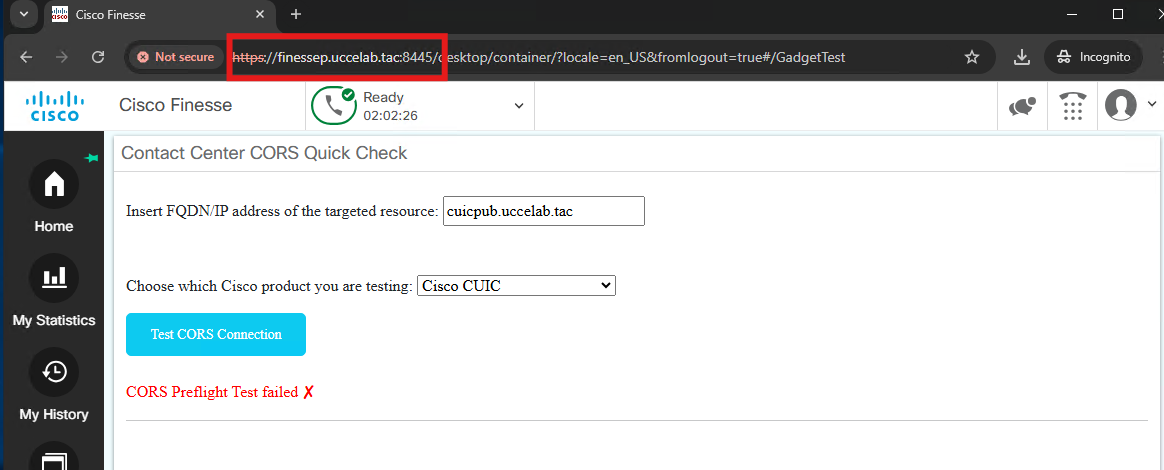 Cisco Finesse
Not secure https://finessep.uccelab.tac:8445/desktop/container/?locale=en_US&fromlogout=true#/GadgetTest Incognito
CISCO Cisco Finesse Ready
02:02:26
Contact Center CORS Quick Check
Insert FQDN/IP address of the targeted resource: cuicpub.uccelab.tac
Home
Choose which Cisco product you are testing: Cisco CUIC
My Statistics
Test CORS Connection
CORS Preflight Test failed ✗
My History